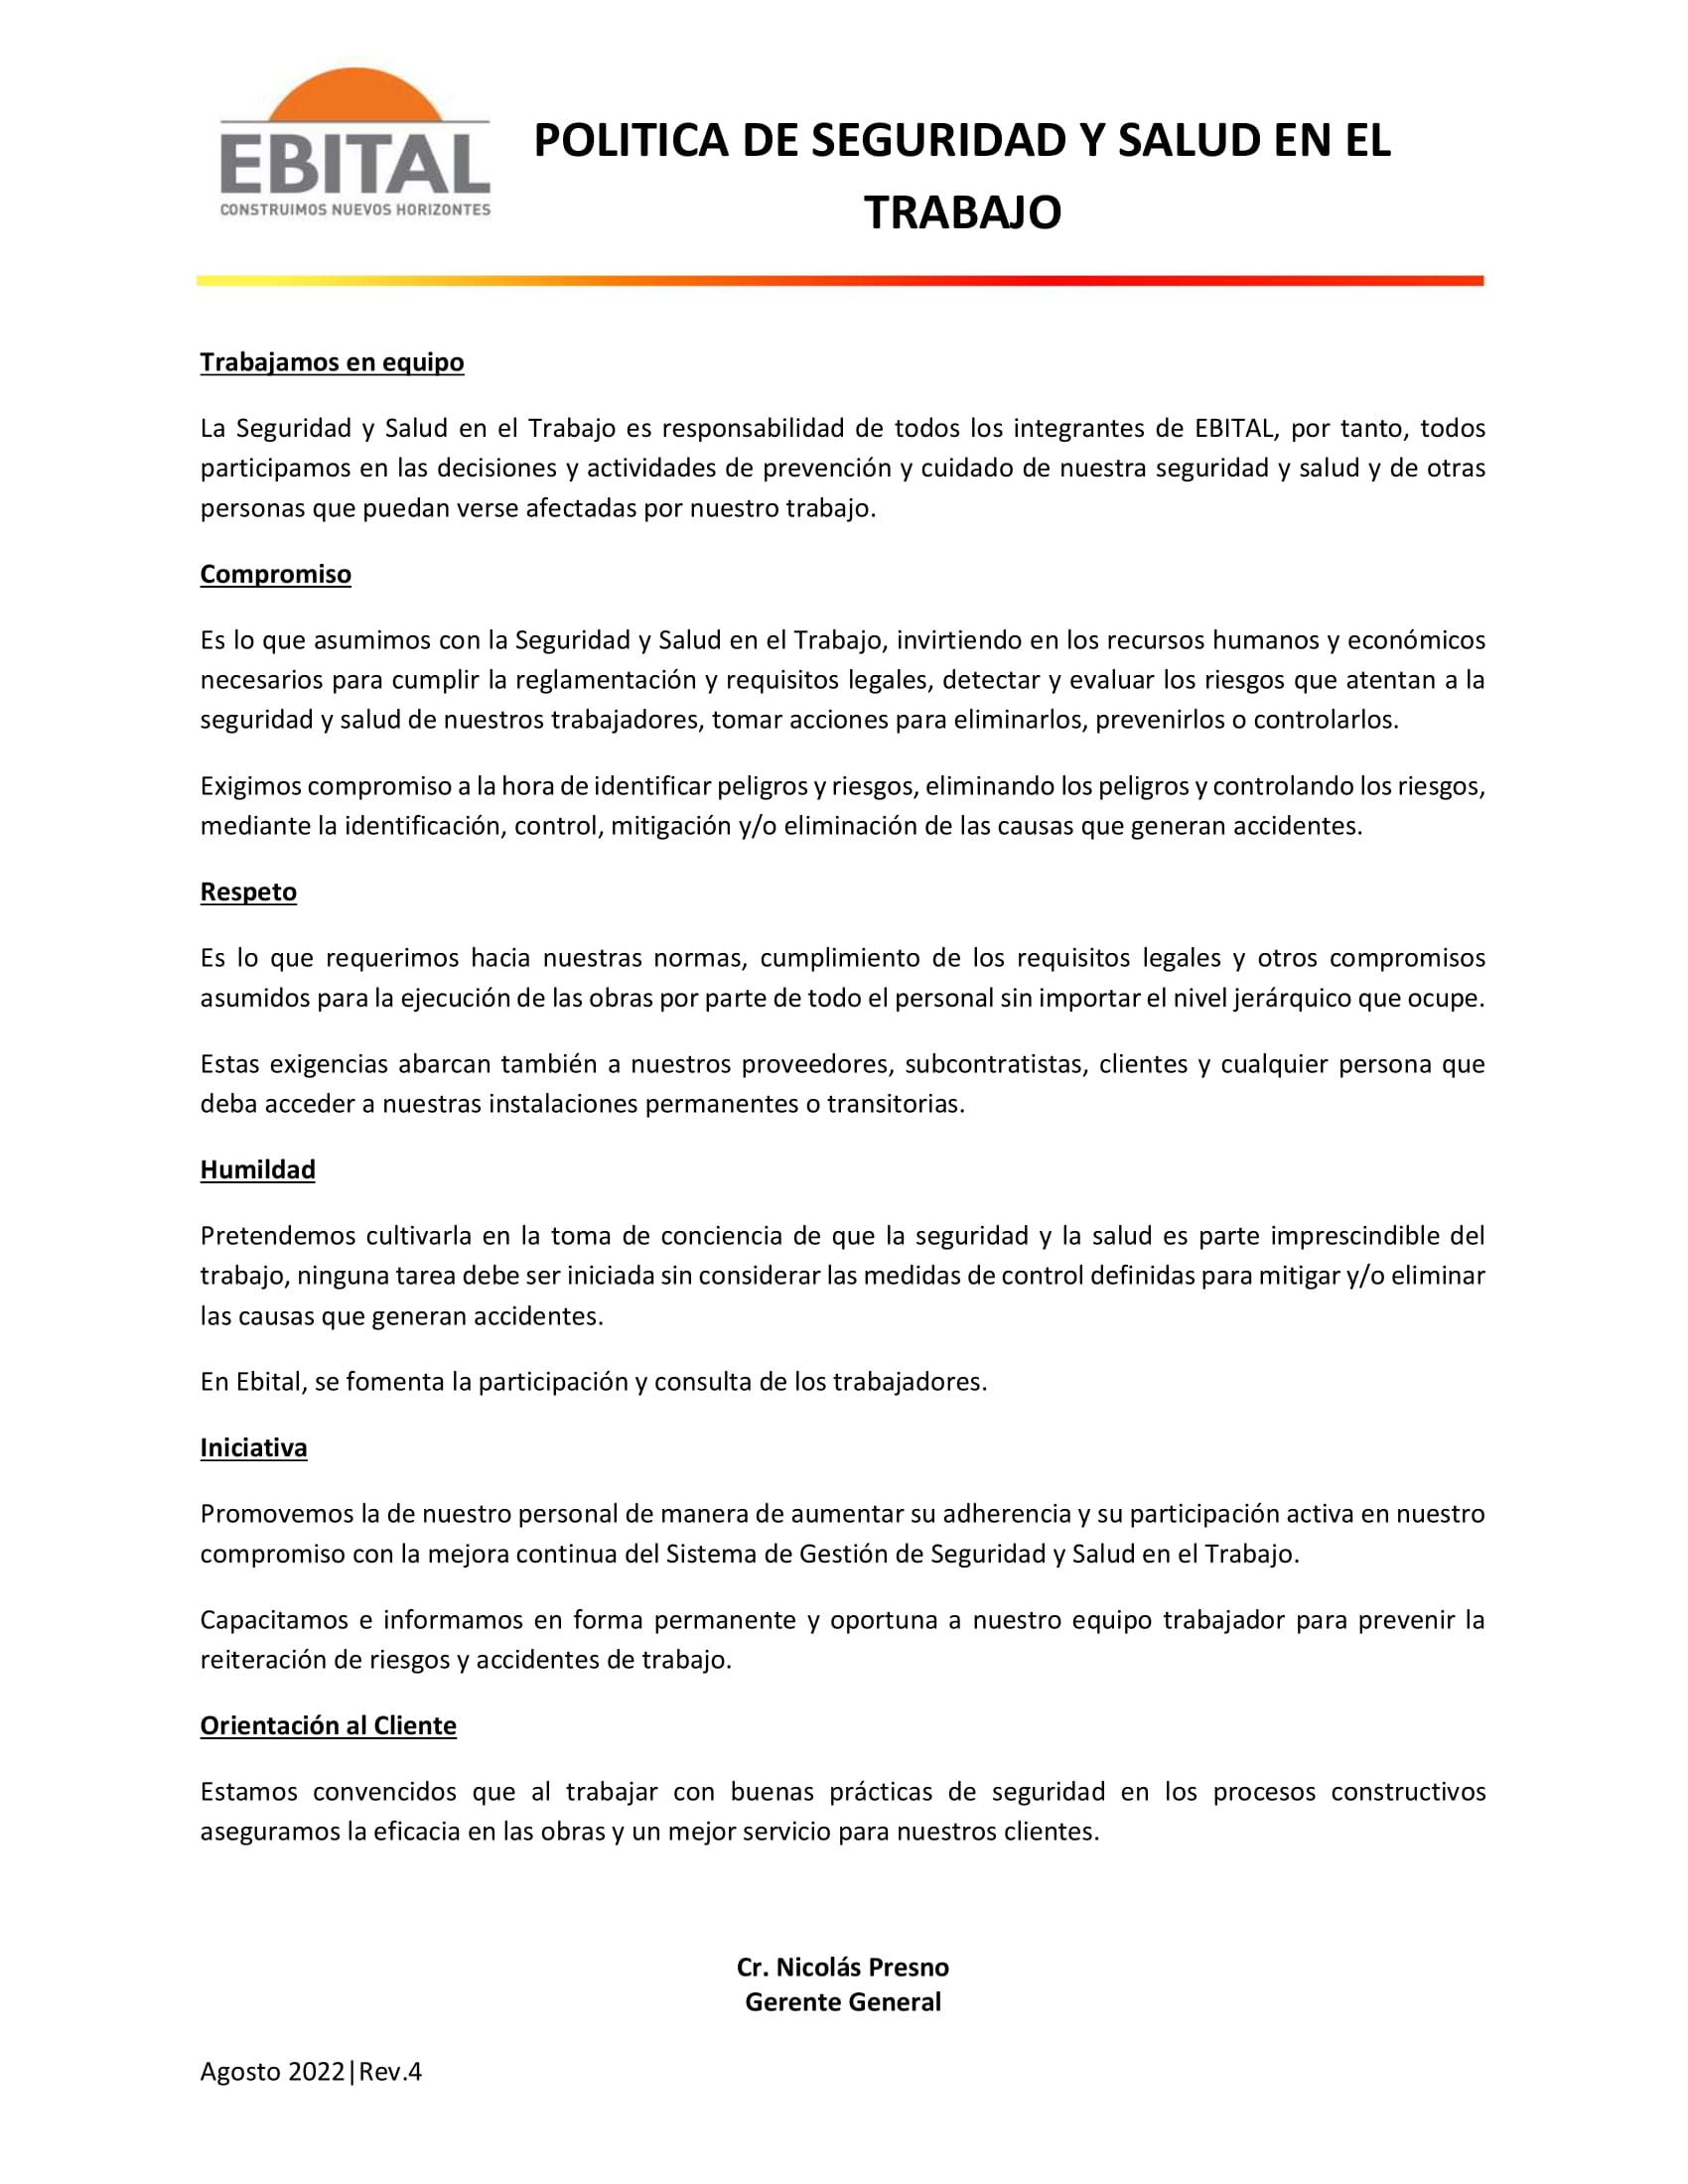 EBITAL
CONSTRUIMOS NUEVOS HORIZONTES
POLITICA DE SEGURIDAD Y SALUD EN EL
TRABAJO
Trabajamos en equipo
La Seguridad y Salud en el Trabajo es responsabilidad de todos los integrantes de EBITAL, por tanto, todos
participamos en las decisiones y actividades de prevención y cuidado de nuestra seguridad y salud y de otras
personas que puedan verse afectadas por nuestro trabajo.
Compromiso
Es lo que asumimos con la Seguridad y Salud en el Trabajo, invirtiendo en los recursos humanos y económicos
necesarios para cumplir la reglamentación y requisitos legales, detectar y evaluar los riesgos que atentan a la
seguridad y salud de nuestros trabajadores, tomar acciones para eliminarlos, prevenirlos o controlarlos.
Exigimos compromiso a la hora de identificar peligros y riesgos, eliminando los peligros y controlando los riesgos,
mediante la identificación, control, mitigación y/o eliminación de las causas que generan accidentes.
Respeto
Es lo que requerimos hacia nuestras normas, cumplimiento de los requisitos legales y otros compromisos
asumidos para la ejecución de las obras por parte de todo el personal sin importar el nivel jerárquico que ocupe.
Estas exigencias abarcan también a nuestros proveedores, subcontratistas, clientes y cualquier persona que
deba acceder a nuestras instalaciones permanentes o transitorias.
Humildad
Pretendemos cultivarla en la toma de conciencia de que la seguridad y la salud es parte imprescindible del
trabajo, ninguna tarea debe ser iniciada sin considerar las medidas de control definidas para mitigar y/o eliminar
las causas que generan accidentes.
En Ebital, se fomenta la participación y consulta de los trabajadores.
Iniciativa
Promovemos la de nuestro personal de manera de aumentar su adherencia y su participación activa en nuestro
compromiso con la mejora continua del Sistema de Gestión de Seguridad y Salud en el Trabajo.
Capacitamos e informamos en forma permanente y oportuna a nuestro equipo trabajador para prevenir la
reiteración de riesgos y accidentes de trabajo.
Orientación al Cliente
Estamos convencidos que al trabajar con buenas prácticas de seguridad en los procesos constructivos
aseguramos la eficacia en las obras y un mejor servicio para nuestros clientes.
Cr. Nicolás Presno
Gerente General
Agosto 2022|Rev.4